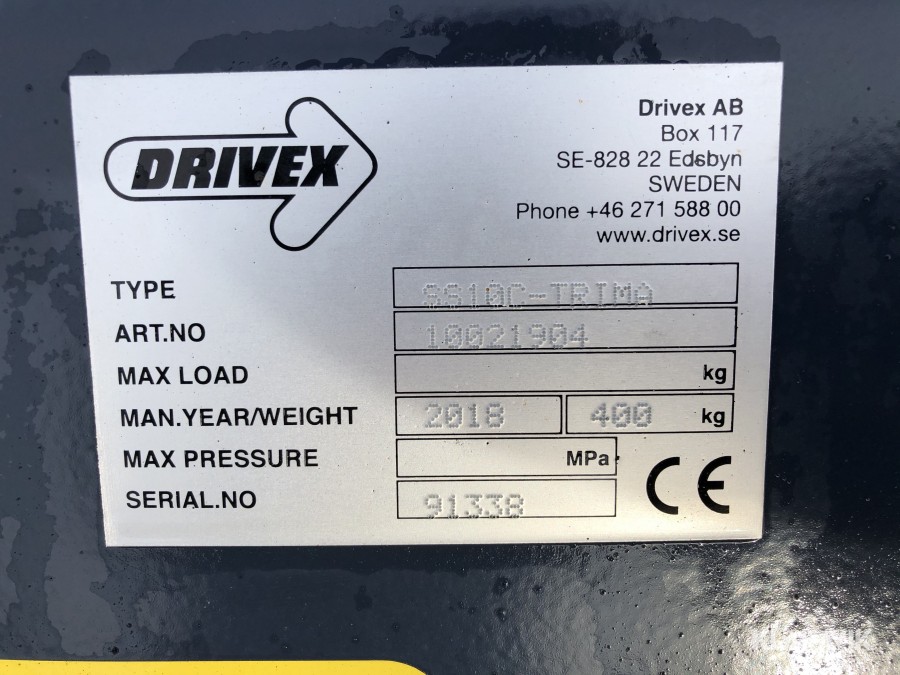 DRIVEX
Drivex AB
Box 117
SE-828 22 Edsbyn
SWEDEN
Phone +46 271 588 00
www.drivex.se
TYPE SS10C-TRIMA
ART.NO 10021904
MAX LOAD kg
MAN.YEAR/WEIGHT 2018 400 kg
MAX PRESSURE MPa
SERIAL.NO 91338
CE